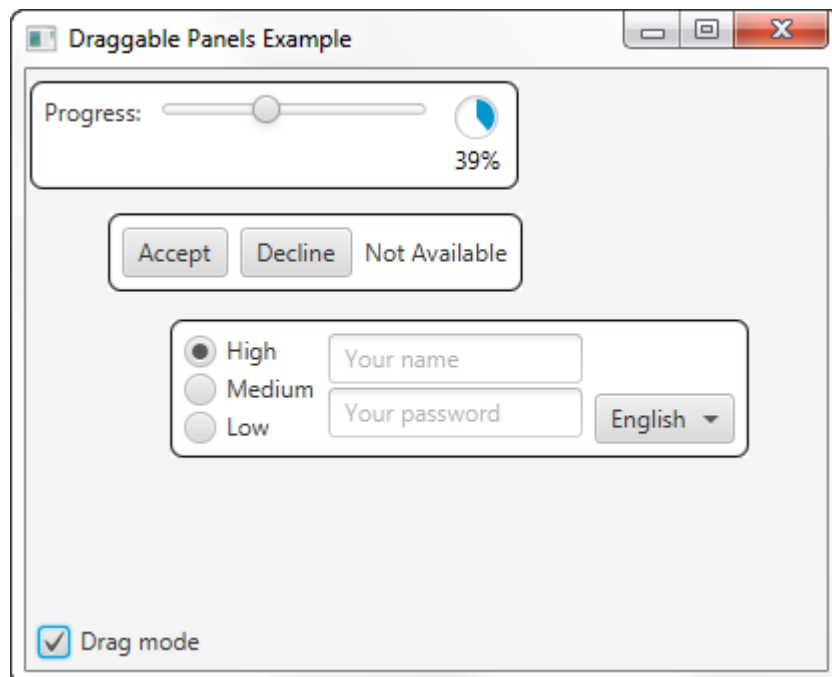 Draggable Panels Example
Progress:
39%
Accept Decline Not Available
High
Medium
Low
Your name
Your password
English
Drag mode